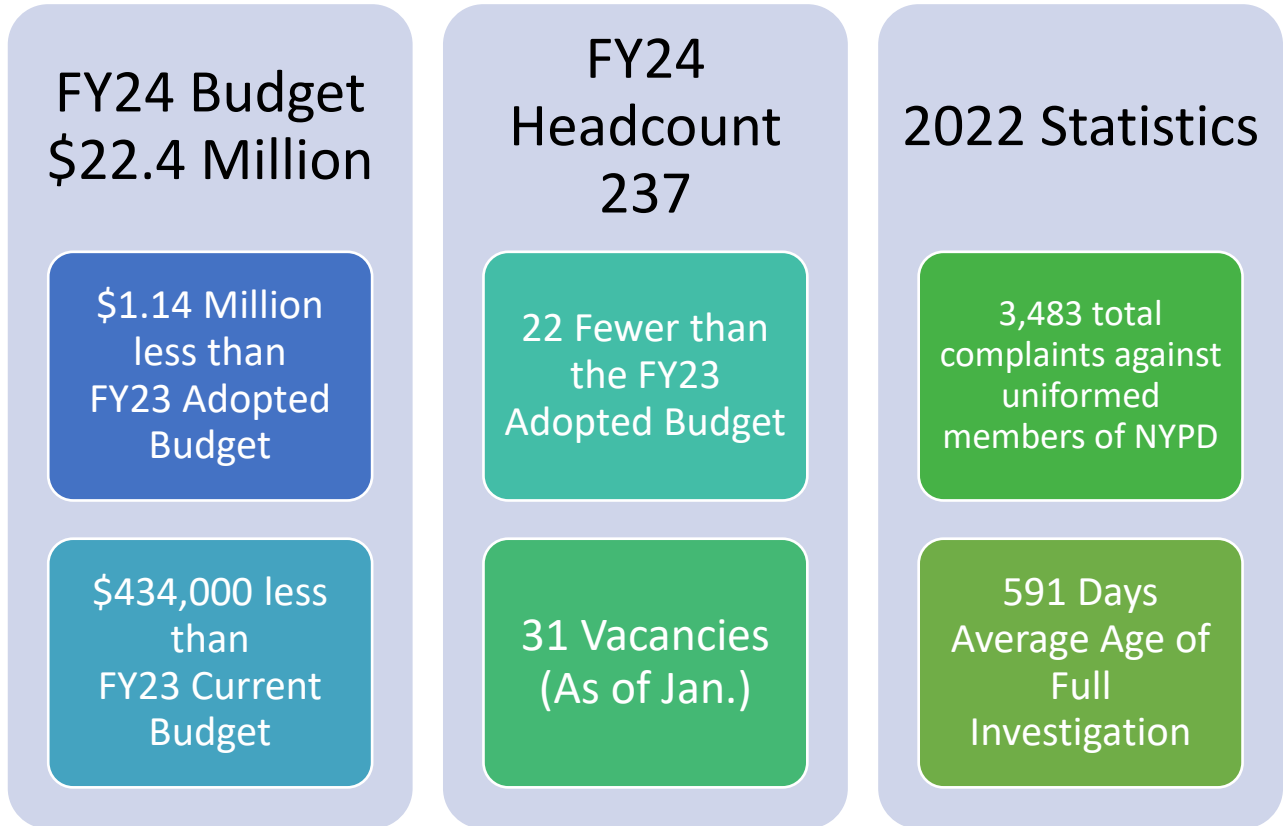 FY24 Budget
$22.4 Million
$1.14 Million
less than
FY23 Adopted
Budget
$434,000 less
than
FY23 Current
Budget
FY24
Headcount
237
22 Fewer than
the FY23
Adopted Budget
31 Vacancies
(As of Jan.)
2022 Statistics
3,483 total
complaints against
uniformed
members of NYPD
591 Days
Average Age of
Full
Investigation